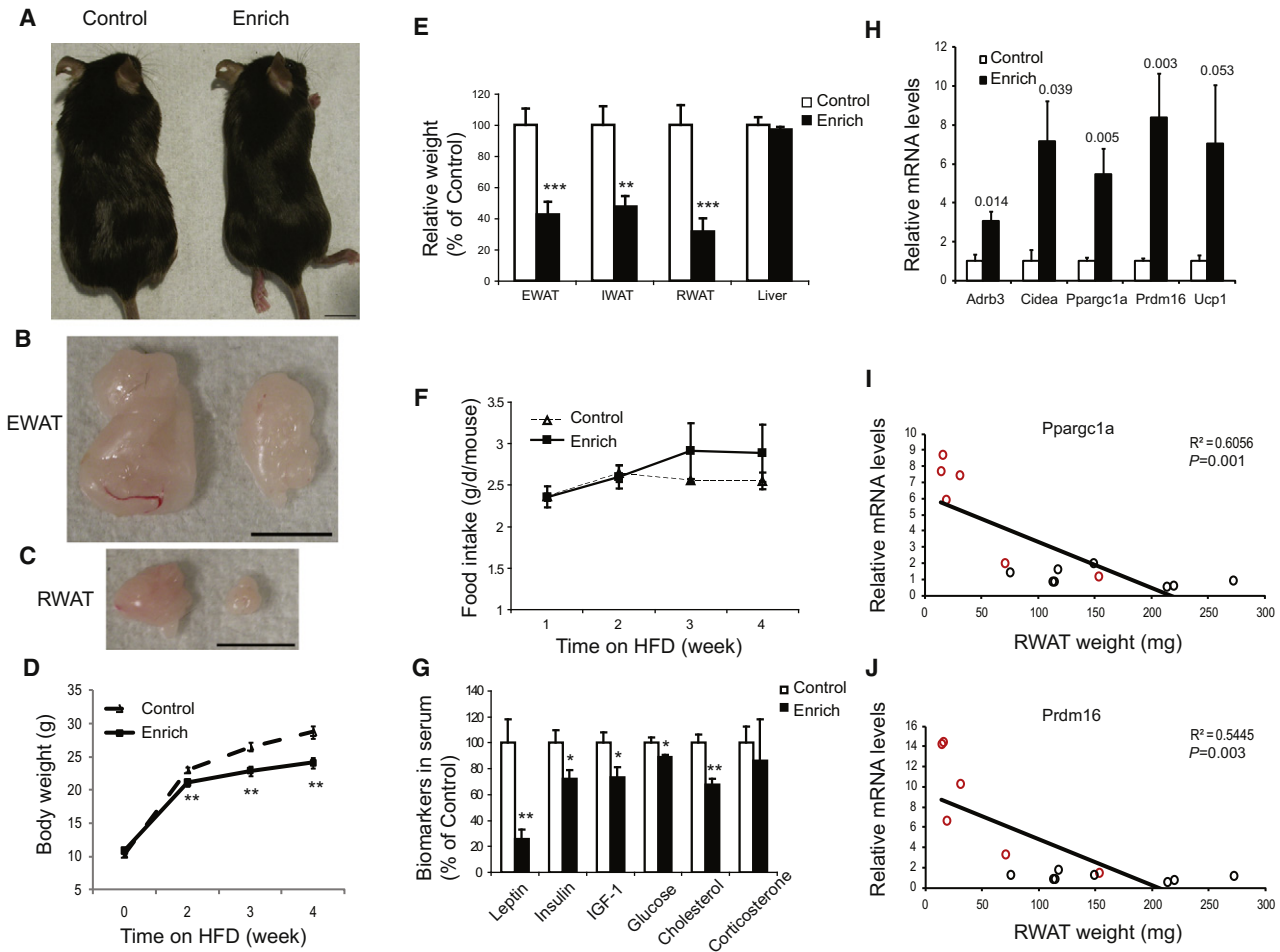 A
Control
Enrich
B
EWAT
C
RWAT
D
Body weight (g)
35
30
25
20
15
10
5
Control
Enrich
**
**
**
0
2
3
4
Time on HFD (week)
E
Relative weight
(% of Control)
120
100
80
60
40
20
0
Control
Enrich
***
**
***
EWAT
IWAT
RWAT
Liver
F
Food intake (g/d/mouse)
3.5
3
2.5
2
1.5
1
Control
Enrich
1
2
3
4
Time on HFD (week)
G
Biomarkers in serum
(% of Control)
140
120
100
80
60
40
20
0
Control
Enrich
**
*
*
*
**
Leptin
Insulin
IGF-1
Glucose
Cholesterol
Corticosterone
H
Relative mRNA levels
12
10
8
6
4
2
0
Control
Enrich
0.014
0.039
0.005
0.003
0.053
Adrb3
Cidea
Ppargc1a
Prdm16
Ucp1
I
Ppargc1a
R² = 0.6056
P=0.001
Relative mRNA levels
10
9
8
7
6
5
4
3
2
1
0
0
50
100
150
200
250
300
RWAT weight (mg)
J
Prdm16
R² = 0.5445
P=0.003
Relative mRNA levels
16
14
12
10
8
6
4
2
0
0
50
100
150
200
250
300
RWAT weight (mg)